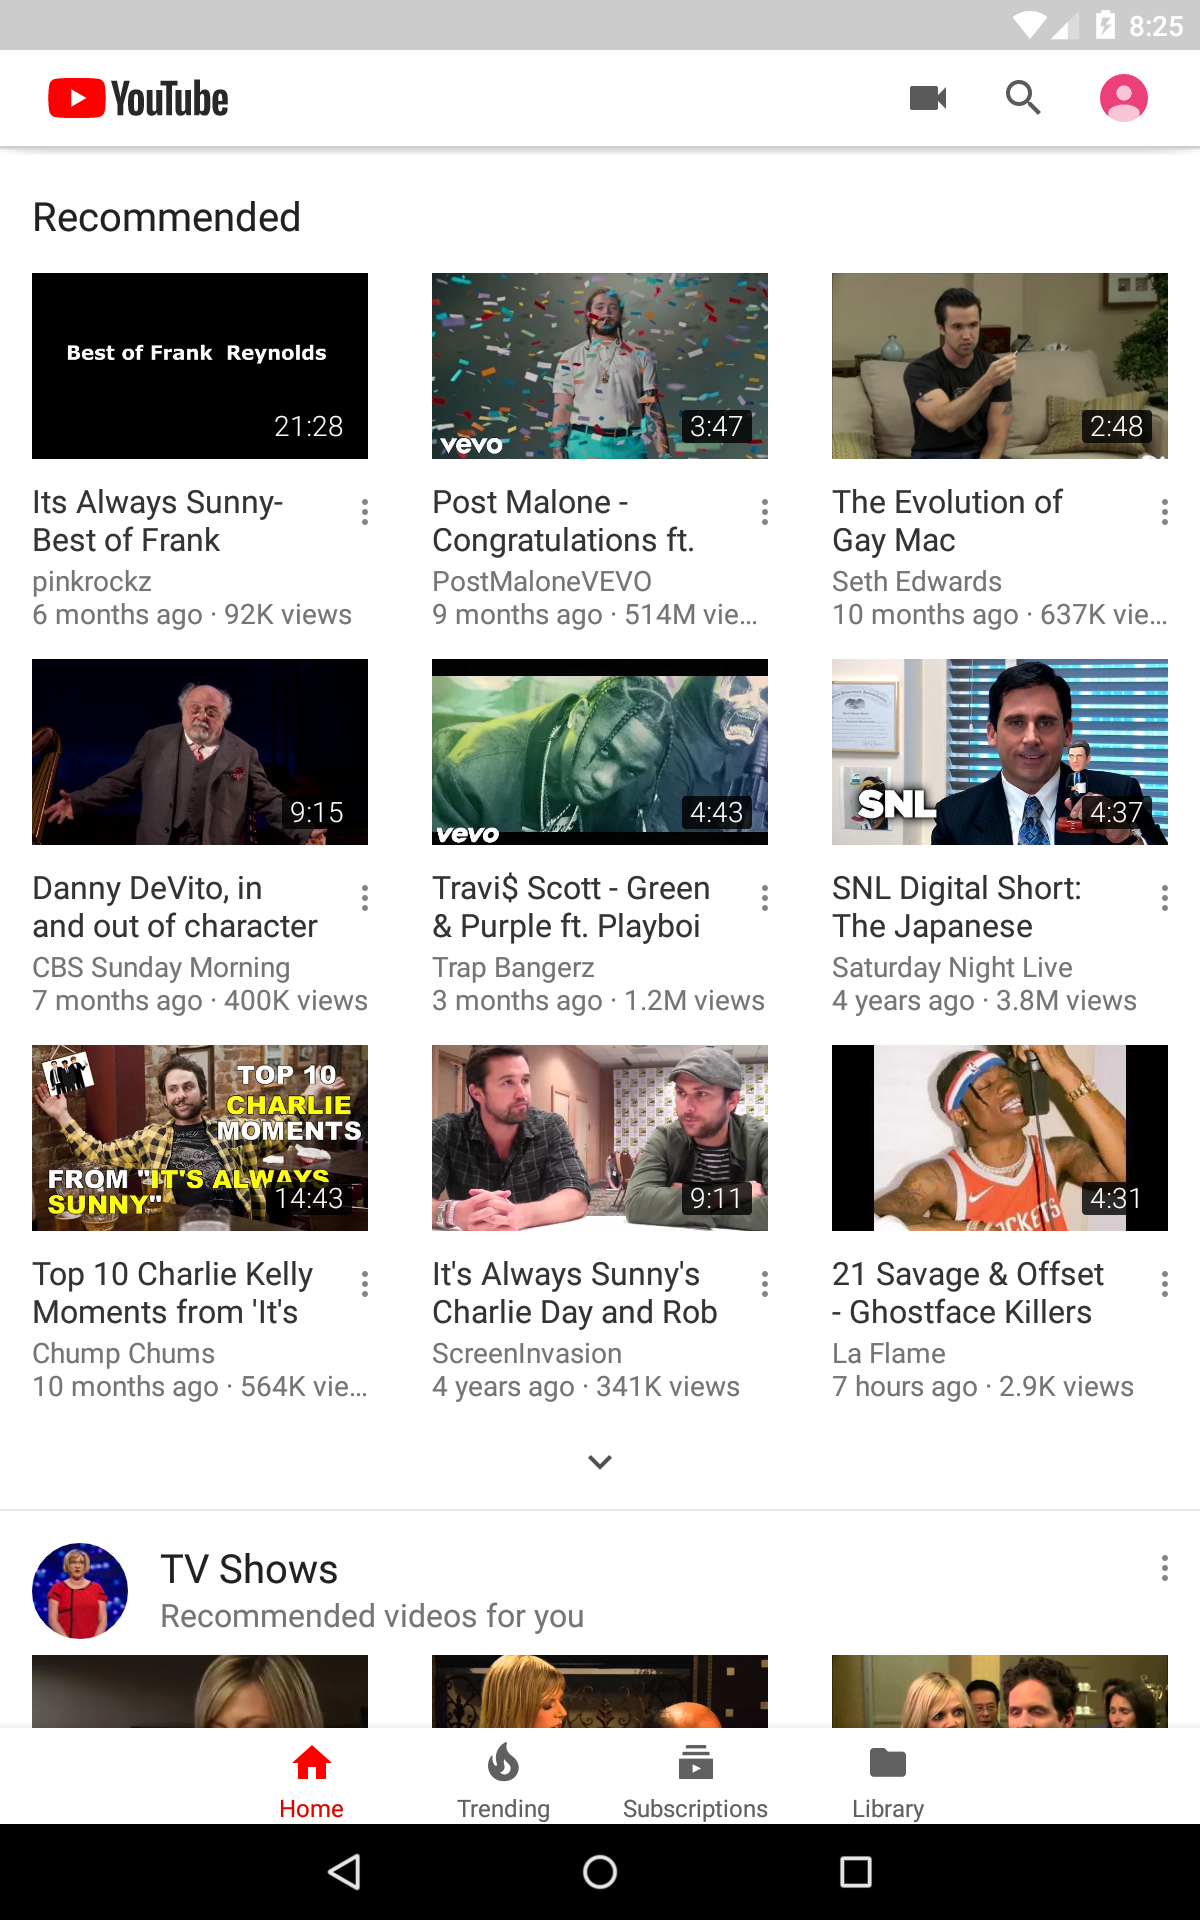 8:25
YouTube
Recommended
Best of Frank Reynolds
21:28
vevo
3:47
2:48
Its Always Sunny-
Best of Frank
pinkrockz
6 months ago · 92K views
Post Malone -
Congratulations ft.
PostMaloneVEVO
9 months ago · 514M vie...
The Evolution of
Gay Mac
Seth Edwards
10 months ago · 637K vie...
9:15
vevo
4:43
SNL
4:37
Danny DeVito, in
and out of character
CBS Sunday Morning
7 months ago · 400K views
Travi$ Scott - Green
& Purple ft. Playboi
Trap Bangerz
3 months ago · 1.2M views
SNL Digital Short:
The Japanese
Saturday Night Live
4 years ago · 3.8M views
TOP 10
CHARLIE
MOMENTS
FROM "IT'S ALWAYS
SUNNY"
14:43
9:11
4:31
Top 10 Charlie Kelly
Moments from 'It's
Chump Chums
10 months ago · 564K vie...
It's Always Sunny's
Charlie Day and Rob
ScreenInvasion
4 years ago · 341K views
21 Savage & Offset
- Ghostface Killers
La Flame
7 hours ago · 2.9K views
TV Shows
Recommended videos for you
Home
Trending
Subscriptions
Library